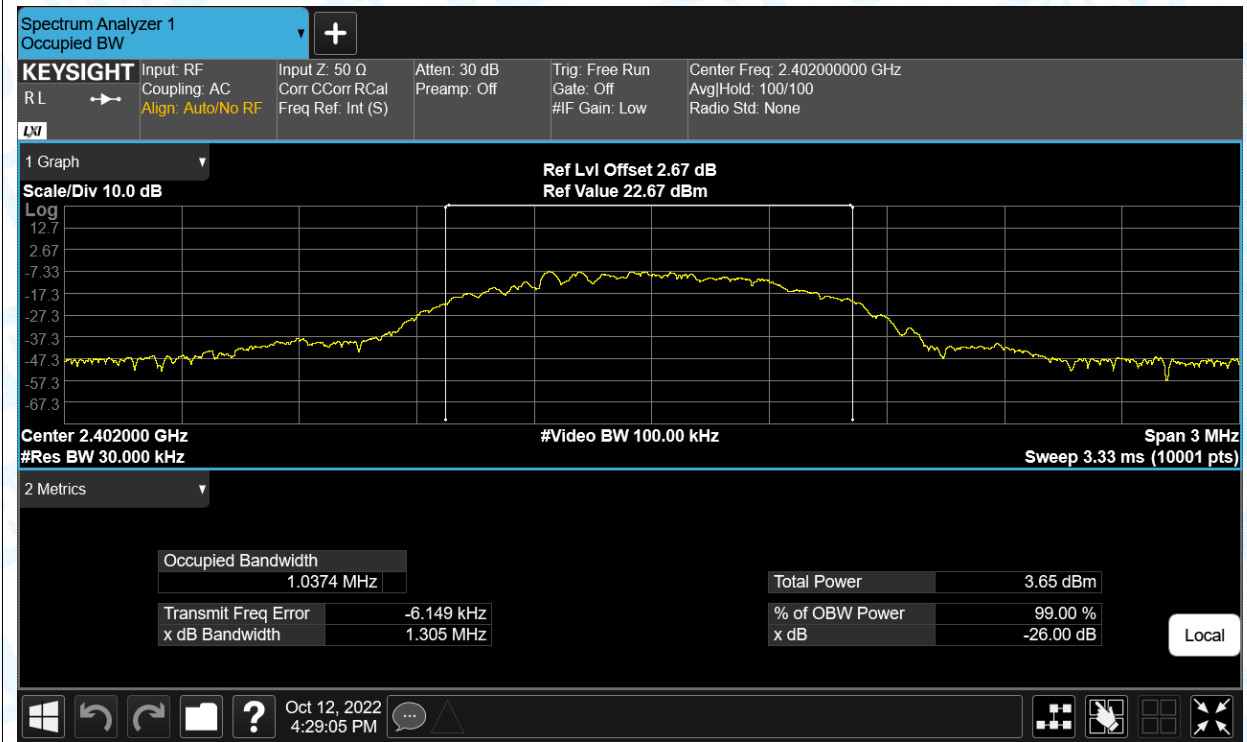 Spectrum Analyzer 1
Occupied BW
+
KEYSIGHT
R L
LXI
Input: RF
Coupling: AC
Align: Auto/No RF
Input Z: 50 Ω
Corr CCorr RCal
Freq Ref: Int (S)
Atten: 30 dB
Preamp: Off
Trig: Free Run
Gate: Off
#IF Gain: Low
Center Freq: 2.402000000 GHz
Avg|Hold: 100/100
Radio Std: None
1 Graph
Scale/Div 10.0 dB
Ref Lvl Offset 2.67 dB
Ref Value 22.67 dBm
Log
12.7
2.67
-7.33
-17.3
-27.3
-37.3
-47.3
-57.3
-67.3
Center 2.402000 GHz
#Res BW 30.000 kHz
#Video BW 100.00 kHz
Span 3 MHz
Sweep 3.33 ms (10001 pts)
2 Metrics
Occupied Bandwidth
1.0374 MHz
Transmit Freq Error -6.149 kHz
x dB Bandwidth 1.305 MHz
Total Power 3.65 dBm
% of OBW Power 99.00 %
x dB -26.00 dB
Local
?
Oct 12, 2022
4:29:05 PM